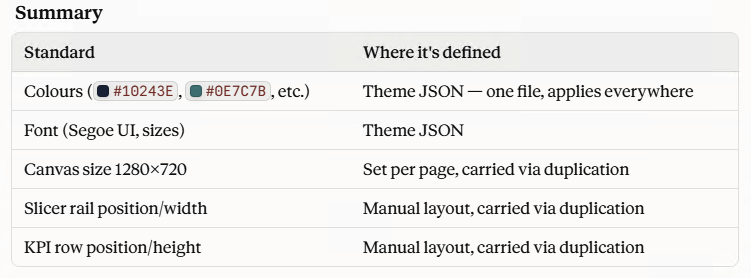 Summary
Standard Where it's defined
Colours (#10243E, #0E7C7B, etc.) Theme JSON — one file, applies everywhere
Font (Segoe UI, sizes) Theme JSON
Canvas size 1280×720 Set per page, carried via duplication
Slicer rail position/width Manual layout, carried via duplication
KPI row position/height Manual layout, carried via duplication